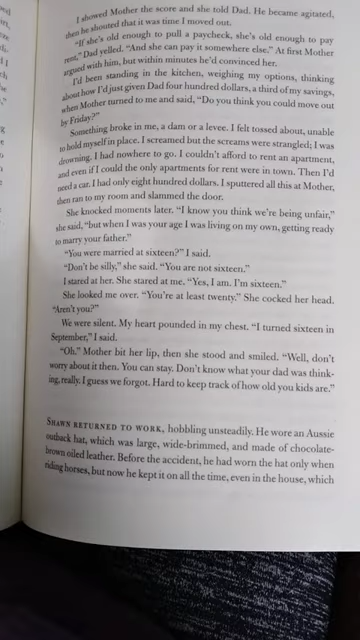 I showed Mother the score and she told Dad. He became agitated,
then he shouted that it was time I moved out.
"If she's old enough to pull a paycheck, she's old enough to pay
rent," Dad yelled. "And she can pay it somewhere else." At first Mother
argued with him, but within minutes he'd convinced her.
I'd been standing in the kitchen, weighing my options, thinking
about how I'd just given Dad four hundred dollars, a third of my savings,
when Mother turned to me and said, "Do you think you could move out
by Friday?"
Something broke in me, a dam or a levee. I felt tossed about, unable
to hold myself in place. I screamed but the screams were strangled; I was
drowning. I had nowhere to go. I couldn't afford to rent an apartment,
and even if I could the only apartments for rent were in town. Then I'd
need a car. I had only eight hundred dollars. I sputtered all this at Mother,
then ran to my room and slammed the door.
She knocked moments later. "I know you think we're being unfair,"
she said, "but when I was your age I was living on my own, getting ready
to marry your father."
"You were married at sixteen?" I said.
"Don't be silly," she said. "You are not sixteen."
I stared at her. She stared at me. "Yes, I am. I'm sixteen."
She looked me over. "You're at least twenty." She cocked her head.
"Aren't you?"
We were silent. My heart pounded in my chest. "I turned sixteen in
September," I said.
"Oh." Mother bit her lip, then she stood and smiled. "Well, don't
worry about it then. You can stay. Don't know what your dad was think-
ing, really. I guess we forgot. Hard to keep track of how old you kids are."
SHAWN RETURNED TO WORK, hobbling unsteadily. He wore an Aussie
outback hat, which was large, wide-brimmed, and made of chocolate-
brown oiled leather. Before the accident, he had worn the hat only when
riding horses, but now he kept it on all the time, even in the house, which